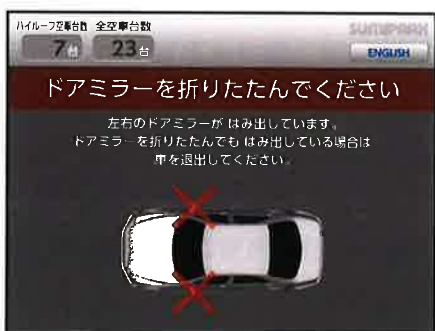 ハイルーフ空車台数 全空車台数
7台 23台
SUMIPARK
ENGLISH
ドアミラーを折りたたんでください
左右のドアミラーが はみ出しています。
ドアミラーを折りたたんでも はみ出している場合は
車を退出してください